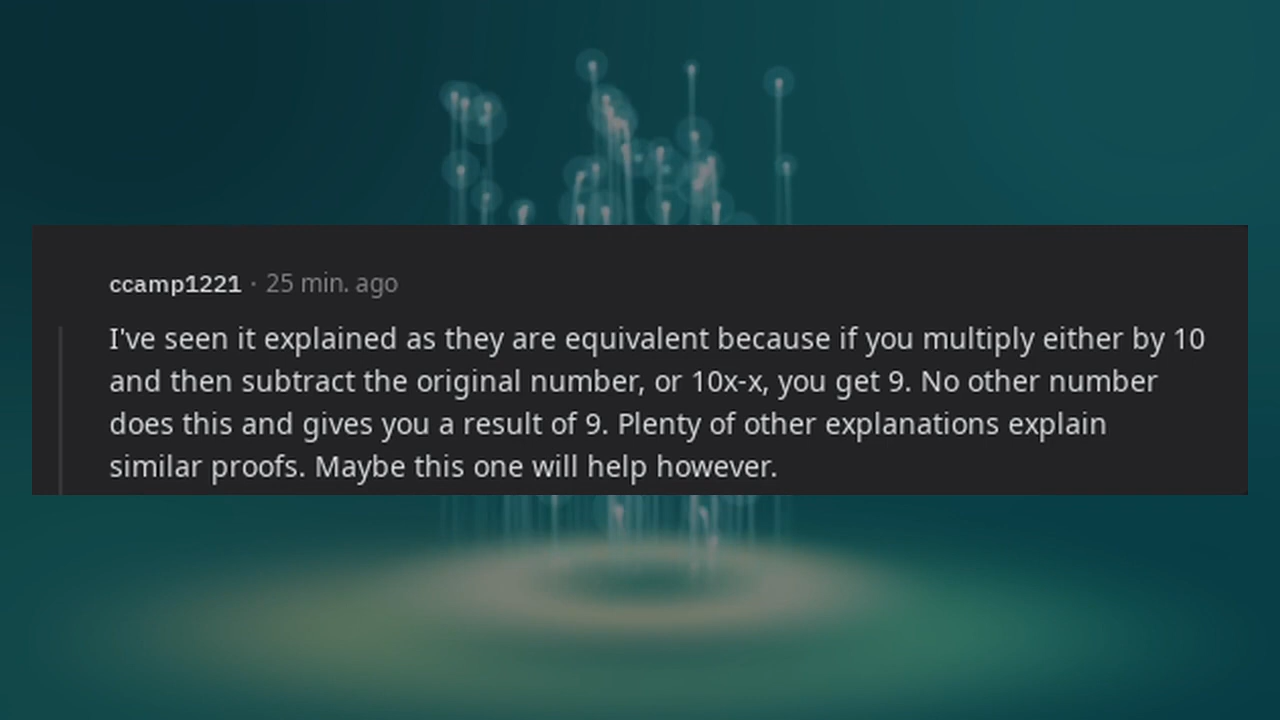 ccamp1221 · 25 min. ago
I've seen it explained as they are equivalent because if you multiply either by 10
and then subtract the original number, or 10x-x, you get 9. No other number
does this and gives you a result of 9. Plenty of other explanations explain
similar proofs. Maybe this one will help however.